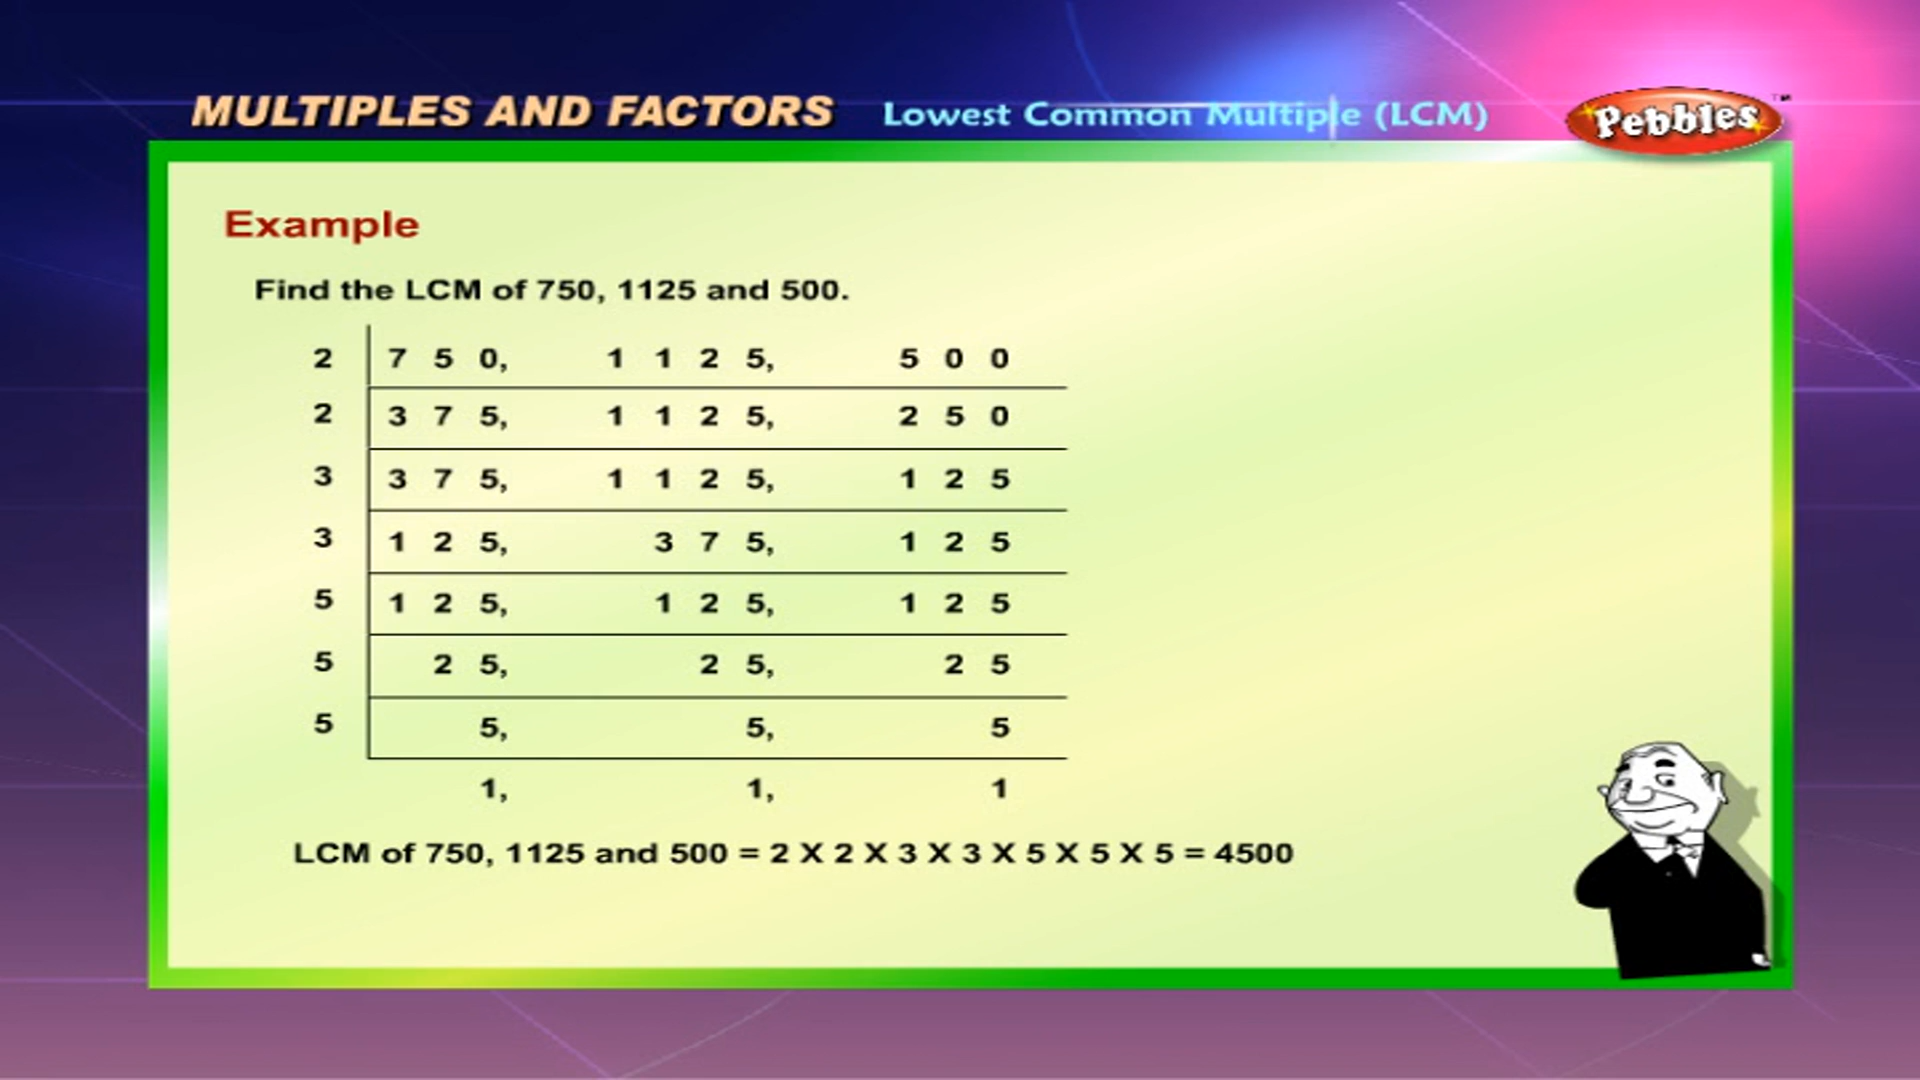 MULTIPLES AND FACTORS Lowest Common Multiple (LCM) Pebbles™
Example
Find the LCM of 750, 1125 and 500.
2 7 5 0, 1 1 2 5, 5 0 0
2 3 7 5, 1 1 2 5, 2 5 0
3 3 7 5, 1 1 2 5, 1 2 5
3 1 2 5, 3 7 5, 1 2 5
5 1 2 5, 1 2 5, 1 2 5
5 2 5, 2 5, 2 5
5 5, 5, 5
1, 1, 1
LCM of 750, 1125 and 500 = 2 X 2 X 3 X 3 X 5 X 5 X 5 = 4500